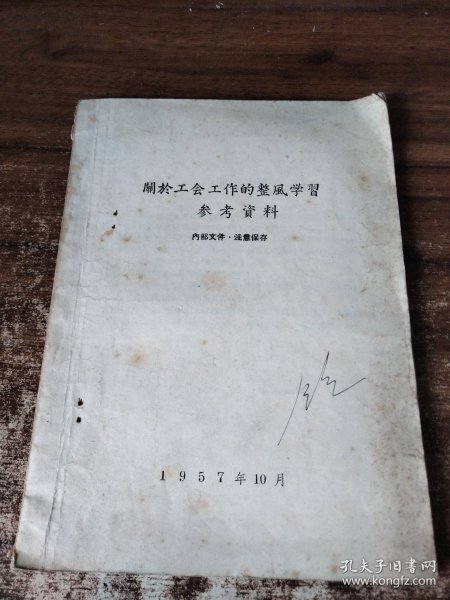 關於工会工作的整風学習
参考資料
內部文件·注意保存
1957年10月
孔夫子旧书网
www.kongfz.com